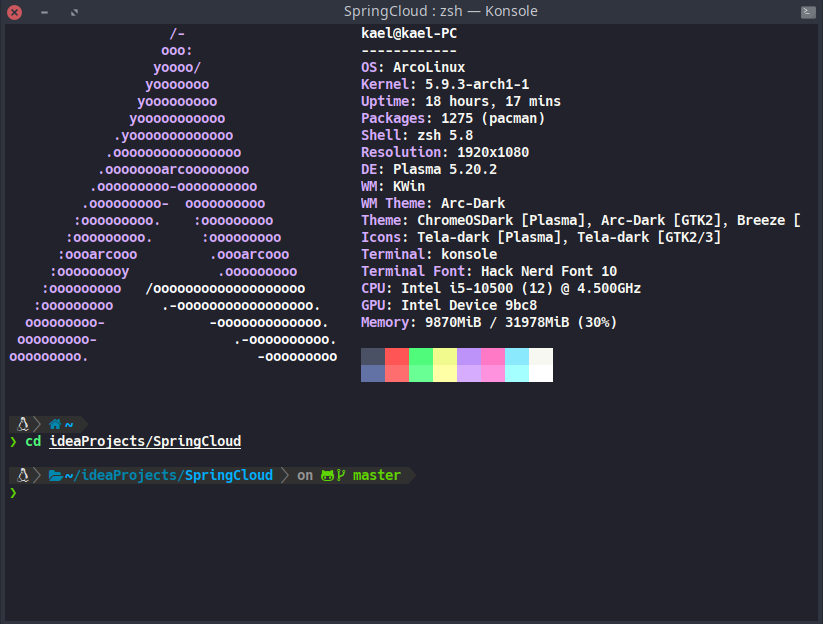 SpringCloud : zsh — Konsole
/-
ooo:
yoooo/
yooooooo
yooooooooo
yooooooooooo
.yooooooooooooo
.oooooooooooooooo
.oooooooarcoooooooo
.ooooooooo-oooooooooo
.ooooooooo-  oooooooooo
:ooooooooo.    :ooooooooo
:ooooooooo.      :ooooooooo
:oooarcooo         .oooarcooo
:ooooooooy           .ooooooooo
:ooooooooo   /ooooooooooooooooooo
:ooooooooo      .-ooooooooooooooooo.
ooooooooo-             -ooooooooooooo.
ooooooooo-                 .-oooooooooo.
ooooooooo.                     -ooooooooo
kael@kael-PC
------------
OS: ArcoLinux
Kernel: 5.9.3-arch1-1
Uptime: 18 hours, 17 mins
Packages: 1275 (pacman)
Shell: zsh 5.8
Resolution: 1920x1080
DE: Plasma 5.20.2
WM: KWin
WM Theme: Arc-Dark
Theme: ChromeOSDark [Plasma], Arc-Dark [GTK2], Breeze [
Icons: Tela-dark [Plasma], Tela-dark [GTK2/3]
Terminal: konsole
Terminal Font: Hack Nerd Font 10
CPU: Intel i5-10500 (12) @ 4.500GHz
GPU: Intel Device 9bc8
Memory: 9870MiB / 31978MiB (30%)
~
❯ cd ideaProjects/SpringCloud
~/ideaProjects/SpringCloud on master
❯